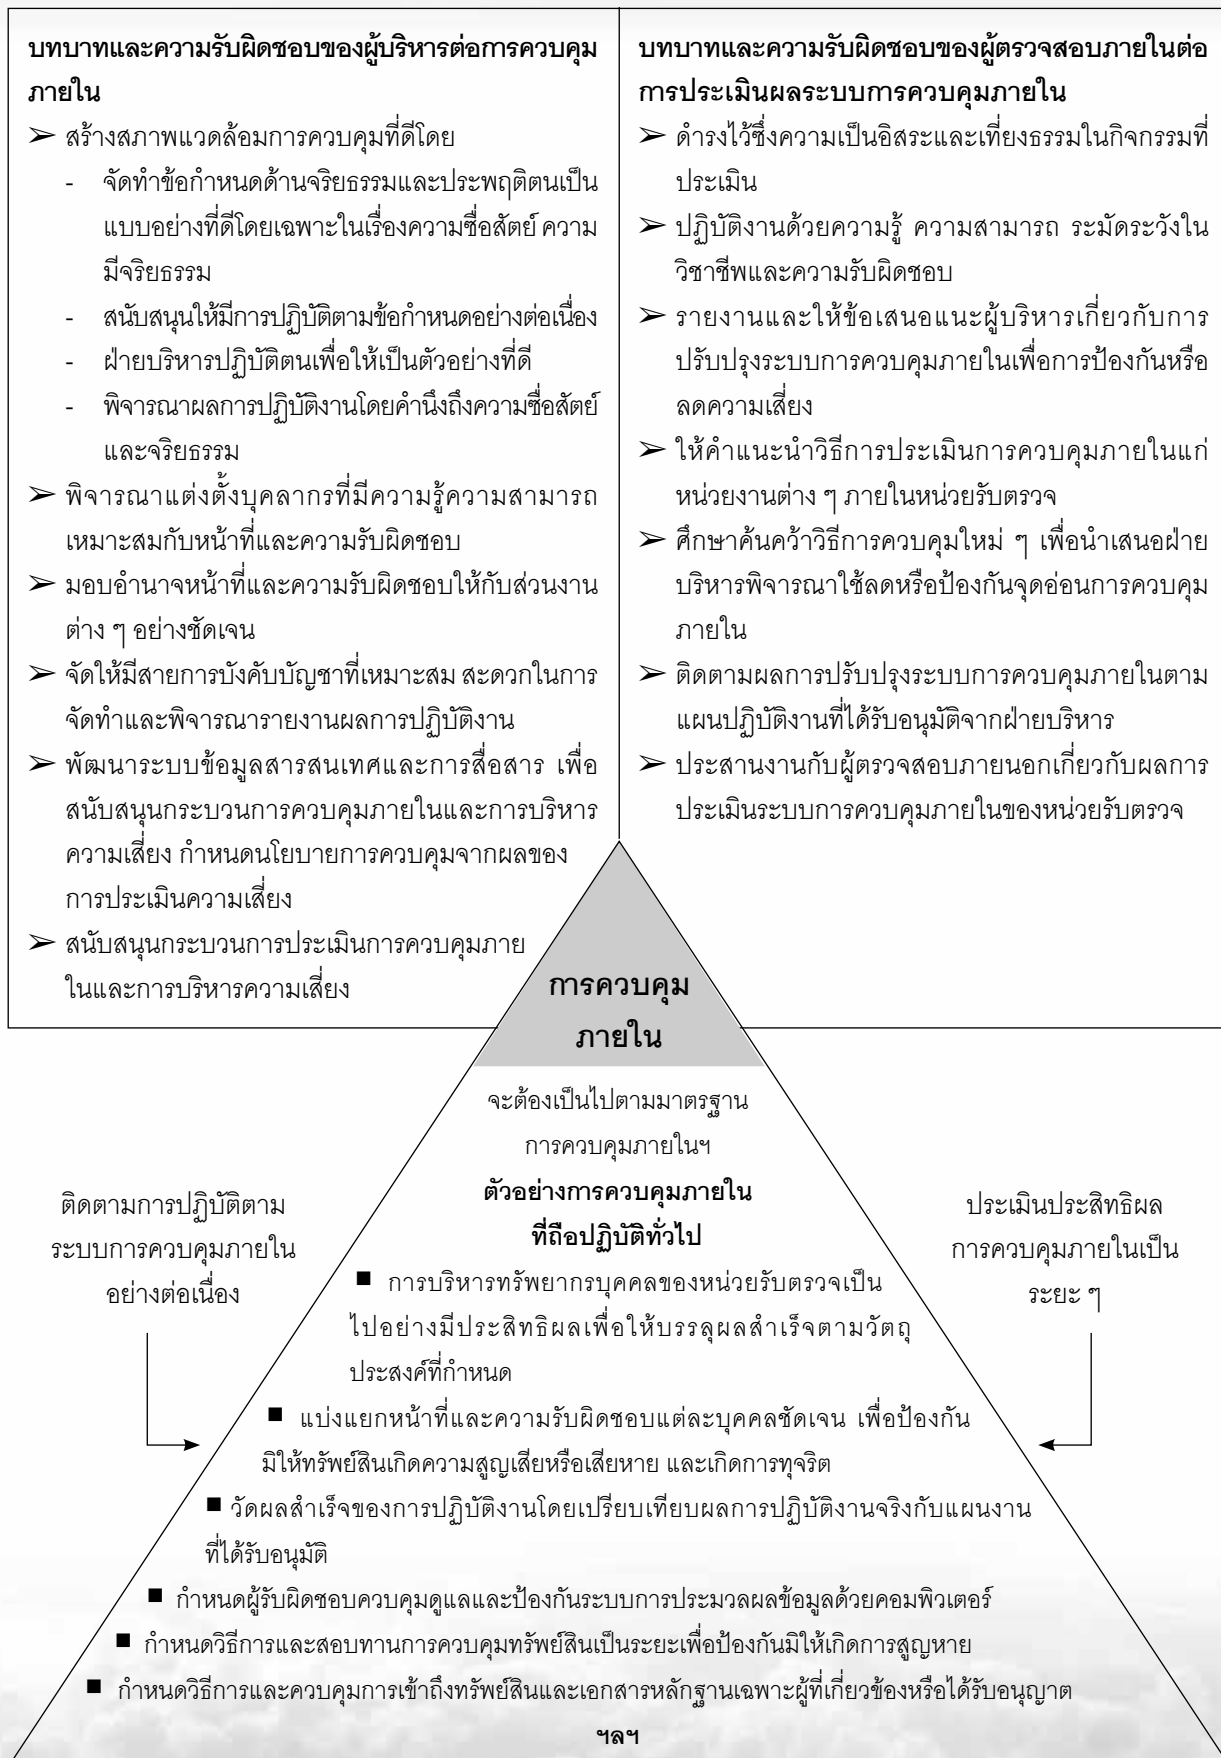 บทบาทและความรับผิดชอบของผู้บริหารต่อการควบคุม
ภายใน
➢ สร้างสภาพแวดล้อมการควบคุมที่ดีโดย
- จัดทำข้อกำหนดด้านจริยธรรมและประพฤติตนเป็น
แบบอย่างที่ดีโดยเฉพาะในเรื่องความซื่อสัตย์ ความ
มีจริยธรรม
- สนับสนุนให้มีการปฏิบัติตามข้อกำหนดอย่างต่อเนื่อง
- ฝ่ายบริหารปฏิบัติตนเพื่อให้เป็นตัวอย่างที่ดี
- พิจารณาผลการปฏิบัติงานโดยคำนึงถึงความซื่อสัตย์
และจริยธรรม
➢ พิจารณาแต่งตั้งบุคลากรที่มีความรู้ความสามารถ
เหมาะสมกับหน้าที่และความรับผิดชอบ
➢ มอบอำนาจหน้าที่และความรับผิดชอบให้กับส่วนงาน
ต่าง ๆ อย่างชัดเจน
➢ จัดให้มีสายการบังคับบัญชาที่เหมาะสม สะดวกในการ
จัดทำและพิจารณารายงานผลการปฏิบัติงาน
➢ พัฒนาระบบข้อมูลสารสนเทศและการสื่อสาร เพื่อ
สนับสนุนกระบวนการควบคุมภายในและการบริหาร
ความเสี่ยง กำหนดนโยบายการควบคุมจากผลของ
การประเมินความเสี่ยง
➢ สนับสนุนกระบวนการประเมินการควบคุมภาย
ในและการบริหารความเสี่ยง
บทบาทและความรับผิดชอบของผู้ตรวจสอบภายในต่อ
การประเมินผลระบบการควบคุมภายใน
➢ ดำรงไว้ซึ่งความเป็นอิสระและเที่ยงธรรมในกิจกรรมที่
ประเมิน
➢ ปฏิบัติงานด้วยความรู้ ความสามารถ ระมัดระวังใน
วิชาชีพและความรับผิดชอบ
➢ รายงานและให้ข้อเสนอแนะผู้บริหารเกี่ยวกับการ
ปรับปรุงระบบการควบคุมภายในเพื่อการป้องกันหรือ
ลดความเสี่ยง
➢ ให้คำแนะนำวิธีการประเมินการควบคุมภายในแก่
หน่วยงานต่าง ๆ ภายในหน่วยรับตรวจ
➢ ศึกษาค้นคว้าวิธีการควบคุมใหม่ ๆ เพื่อนำเสนอฝ่าย
บริหารพิจารณาใช้ลดหรือป้องกันจุดอ่อนการควบคุม
ภายใน
➢ ติดตามผลการปรับปรุงระบบการควบคุมภายในตาม
แผนปฏิบัติงานที่ได้รับอนุมัติจากฝ่ายบริหาร
➢ ประสานงานกับผู้ตรวจสอบภายนอกเกี่ยวกับผลการ
ประเมินระบบการควบคุมภายในของหน่วยรับตรวจ
การควบคุม
ภายใน
จะต้องเป็นไปตามมาตรฐาน
การควบคุมภายในฯ
ตัวอย่างการควบคุมภายใน
ที่ถือปฏิบัติทั่วไป
ติดตามการปฏิบัติตาม
ระบบการควบคุมภายใน
อย่างต่อเนื่อง
ประเมินประสิทธิผล
การควบคุมภายในเป็น
ระยะ ๆ
■ การบริหารทรัพยากรบุคคลของหน่วยรับตรวจเป็น
ไปอย่างมีประสิทธิผลเพื่อให้บรรลุผลสำเร็จตามวัตถุ
ประสงค์ที่กำหนด
■ แบ่งแยกหน้าที่และความรับผิดชอบแต่ละบุคคลชัดเจน เพื่อป้องกัน
มิให้ทรัพย์สินเกิดความสูญเสียหรือเสียหาย และเกิดการทุจริต
■ วัดผลสำเร็จของการปฏิบัติงานโดยเปรียบเทียบผลการปฏิบัติงานจริงกับแผนงาน
ที่ได้รับอนุมัติ
■ กำหนดผู้รับผิดชอบควบคุมดูแลและป้องกันระบบการประมวลผลข้อมูลด้วยคอมพิวเตอร์
■ กำหนดวิธีการและสอบทานการควบคุมทรัพย์สินเป็นระยะเพื่อป้องกันมิให้เกิดการสูญหาย
■ กำหนดวิธีการและควบคุมการเข้าถึงทรัพย์สินและเอกสารหลักฐานเฉพาะผู้ที่เกี่ยวข้องหรือได้รับอนุญาต
ฯลฯ